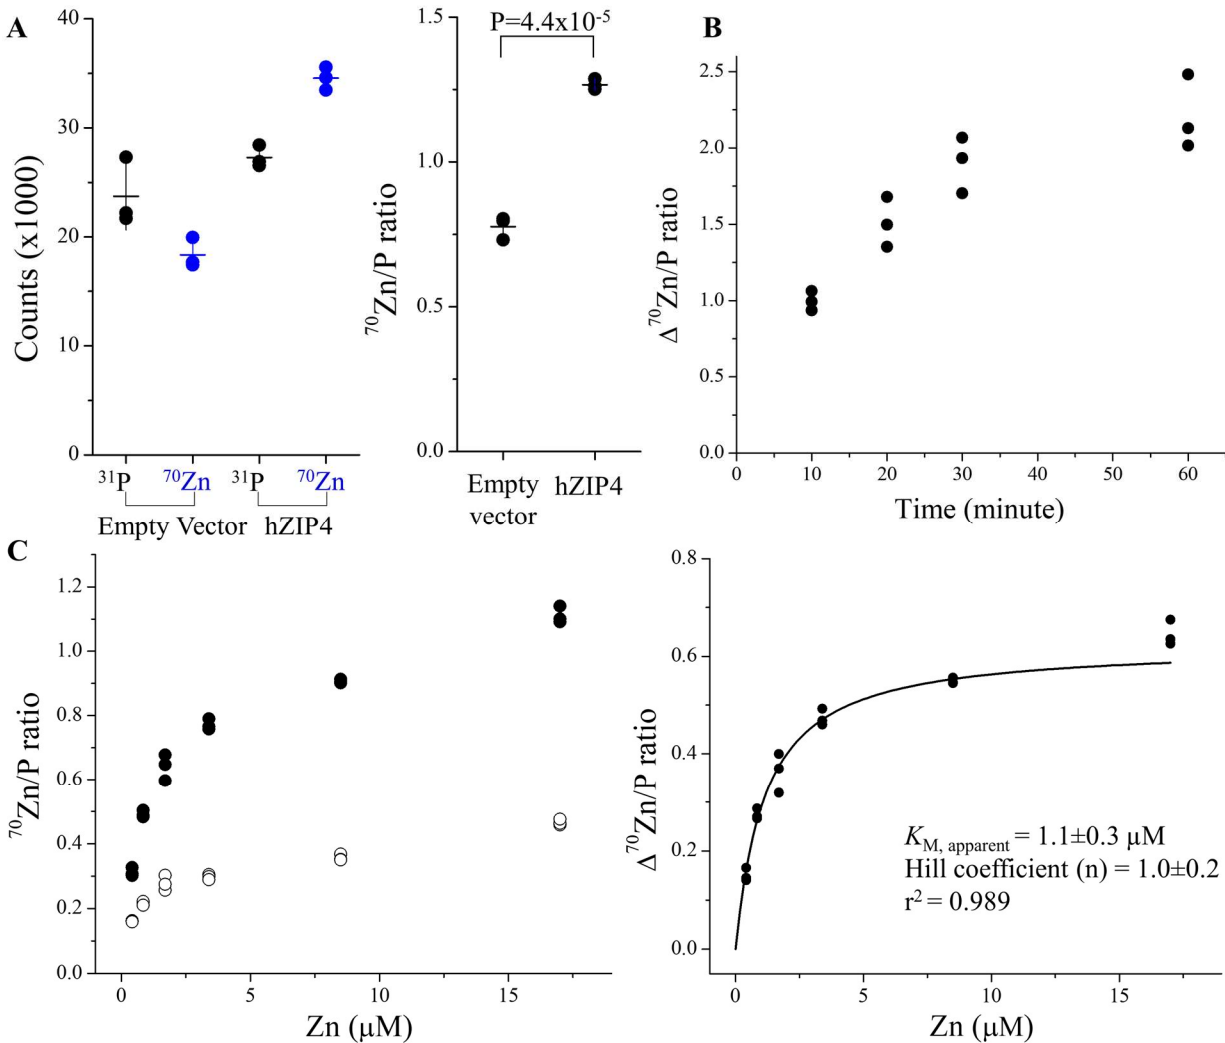 A
Counts (x1000)
40
30
20
10
0
³¹P ⁷⁰Zn ³¹P ⁷⁰Zn
Empty Vector hZIP4
P=4.4x10⁻⁵
⁷⁰Zn/P ratio
1.5
1.0
0.5
0.0
Empty
vector
hZIP4
B
Δ⁷⁰Zn/P ratio
2.5
2.0
1.5
1.0
0.5
0.0
0 10 20 30 40 50 60
Time (minute)
C
⁷⁰Zn/P ratio
1.2
1.0
0.8
0.6
0.4
0.2
0.0
0 5 10 15
Zn (μM)
Δ⁷⁰Zn/P ratio
0.8
0.6
0.4
0.2
0.0
K_M, apparent = 1.1±0.3 μM
Hill coefficient (n) = 1.0±0.2
r² = 0.989
0 5 10 15
Zn (μM)